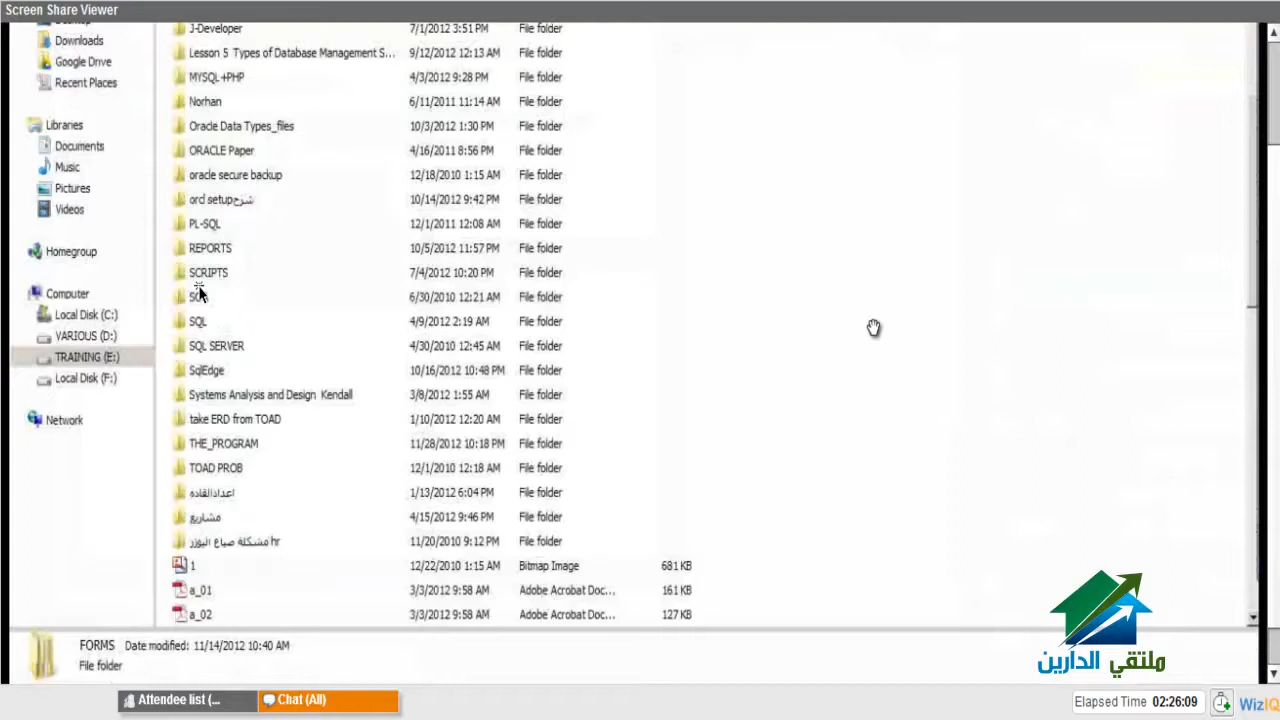 Screen Share Viewer
J-Developer 7/1/2012 3:51 PM File folder
Downloads
Lesson 5 Types of Database Management S... 9/12/2012 12:13 AM File folder
Google Drive
MYSQL +PHP 4/3/2012 9:28 PM File folder
Recent Places
Norhan 6/11/2011 11:14 AM File folder
Libraries
Oracle Data Types_files 10/3/2012 1:30 PM File folder
Documents
ORACLE Paper 4/16/2011 8:56 PM File folder
Music
oracle secure backup 12/18/2010 1:15 AM File folder
Pictures
orcl setupشرح 10/14/2012 9:42 PM File folder
Videos
PL-SQL 12/1/2011 12:08 AM File folder
Homegroup
REPORTS 10/5/2012 11:57 PM File folder
SCRIPTS 7/4/2012 10:20 PM File folder
Computer
6/30/2010 12:21 AM File folder
Local Disk (C:)
SQL 4/9/2012 2:19 AM File folder
VARIOUS (D:)
SQL SERVER 4/30/2010 12:45 AM File folder
TRAINING (E:)
SqlEdge 10/16/2012 10:48 PM File folder
Local Disk (F:)
Systems Analysis and Design Kendall 3/8/2012 1:55 AM File folder
Network
take ERD from TOAD 1/10/2012 12:20 AM File folder
THE_PROGRAM 11/28/2012 10:18 PM File folder
TOAD PROB 12/1/2010 12:18 AM File folder
اعدادالقاده 1/13/2012 6:04 PM File folder
مشاريع 4/15/2012 9:46 PM File folder
مشكلة ضياع اليوزر hr 11/20/2010 9:12 PM File folder
1 12/22/2010 1:15 AM Bitmap Image 681 KB
a_01 3/3/2012 9:58 AM Adobe Acrobat Doc... 161 KB
a_02 3/3/2012 9:58 AM Adobe Acrobat Doc... 127 KB
FORMS Date modified: 11/14/2012 10:40 AM
File folder
ملتقي الدارين
Attendee list (...
Chat (All)
Elapsed Time 02:26:09
WizIQ